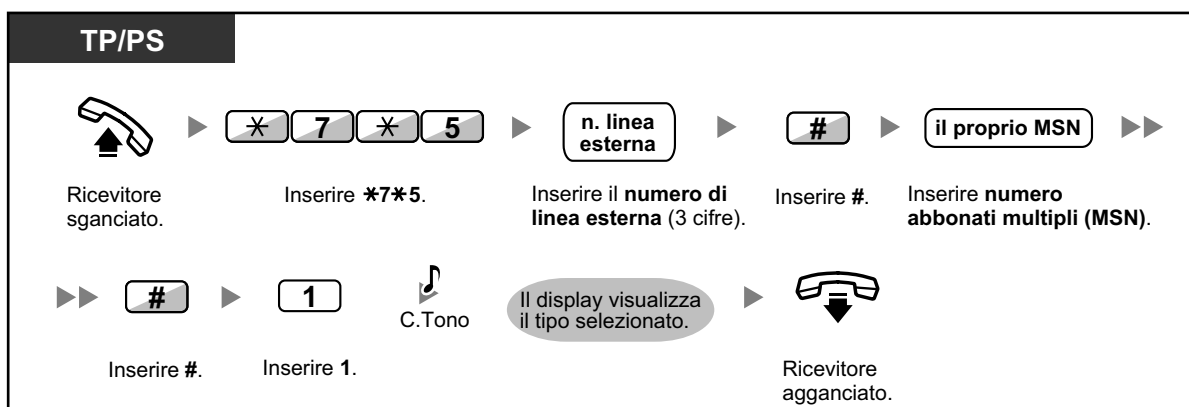 TP/PS
✳ 7 ✳ 5
n. linea
esterna
#
il proprio MSN
Ricevitore
sganciato.
Inserire ✳7✳5.
Inserire il numero di
linea esterna (3 cifre).
Inserire #.
Inserire numero
abbonati multipli (MSN).
#
1
C.Tono
Il display visualizza
il tipo selezionato.
Inserire #.
Inserire 1.
Ricevitore
agganciato.